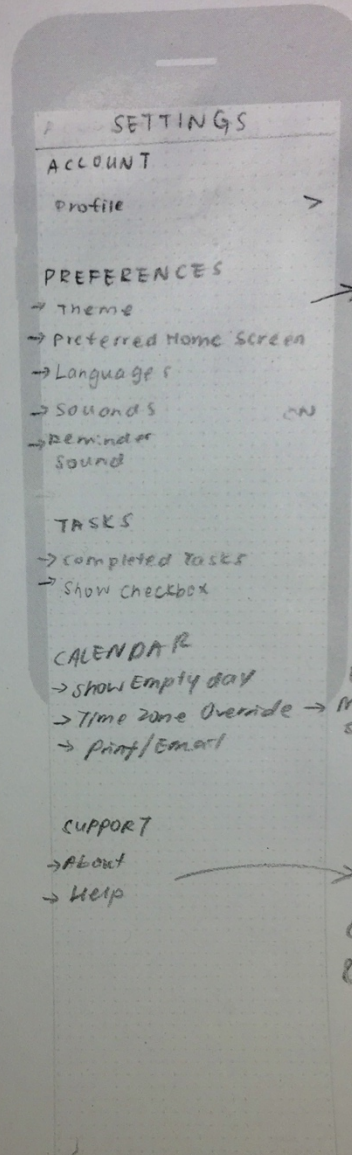 SETTINGS
ACCOUNT
Profile >
PREFERENCES
→ Theme
→ Preferred Home Screen
→ Languages
→ Souonds ON
→ Reminder
Sound
TASKS
→ Completed Tasks
→ Show Checkbox
CALENDAR
→ Show Empty day
→ Time Zone Override →
→ Print/Email
SUPPORT
→ About
→ Help